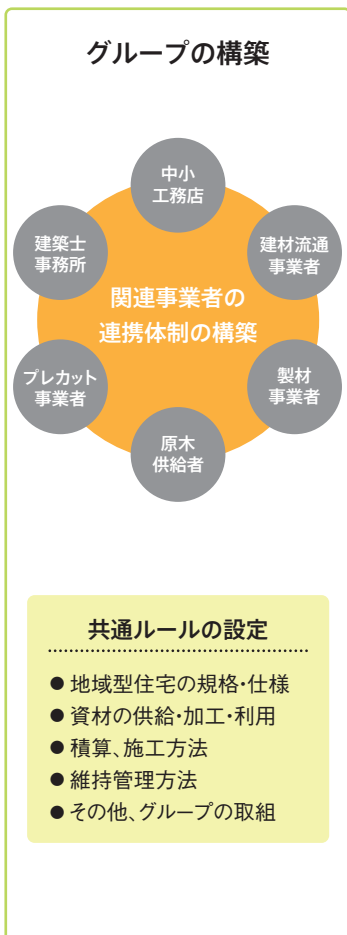 グループの構築
中小
工務店
建築士
事務所
建材流通
事業者
関連事業者の
連携体制の構築
プレカット
事業者
製材
事業者
原木
供給者
共通ルールの設定
●地域型住宅の規格・仕様
●資材の供給・加工・利用
●積算、施工方法
●維持管理方法
●その他、グループの取組